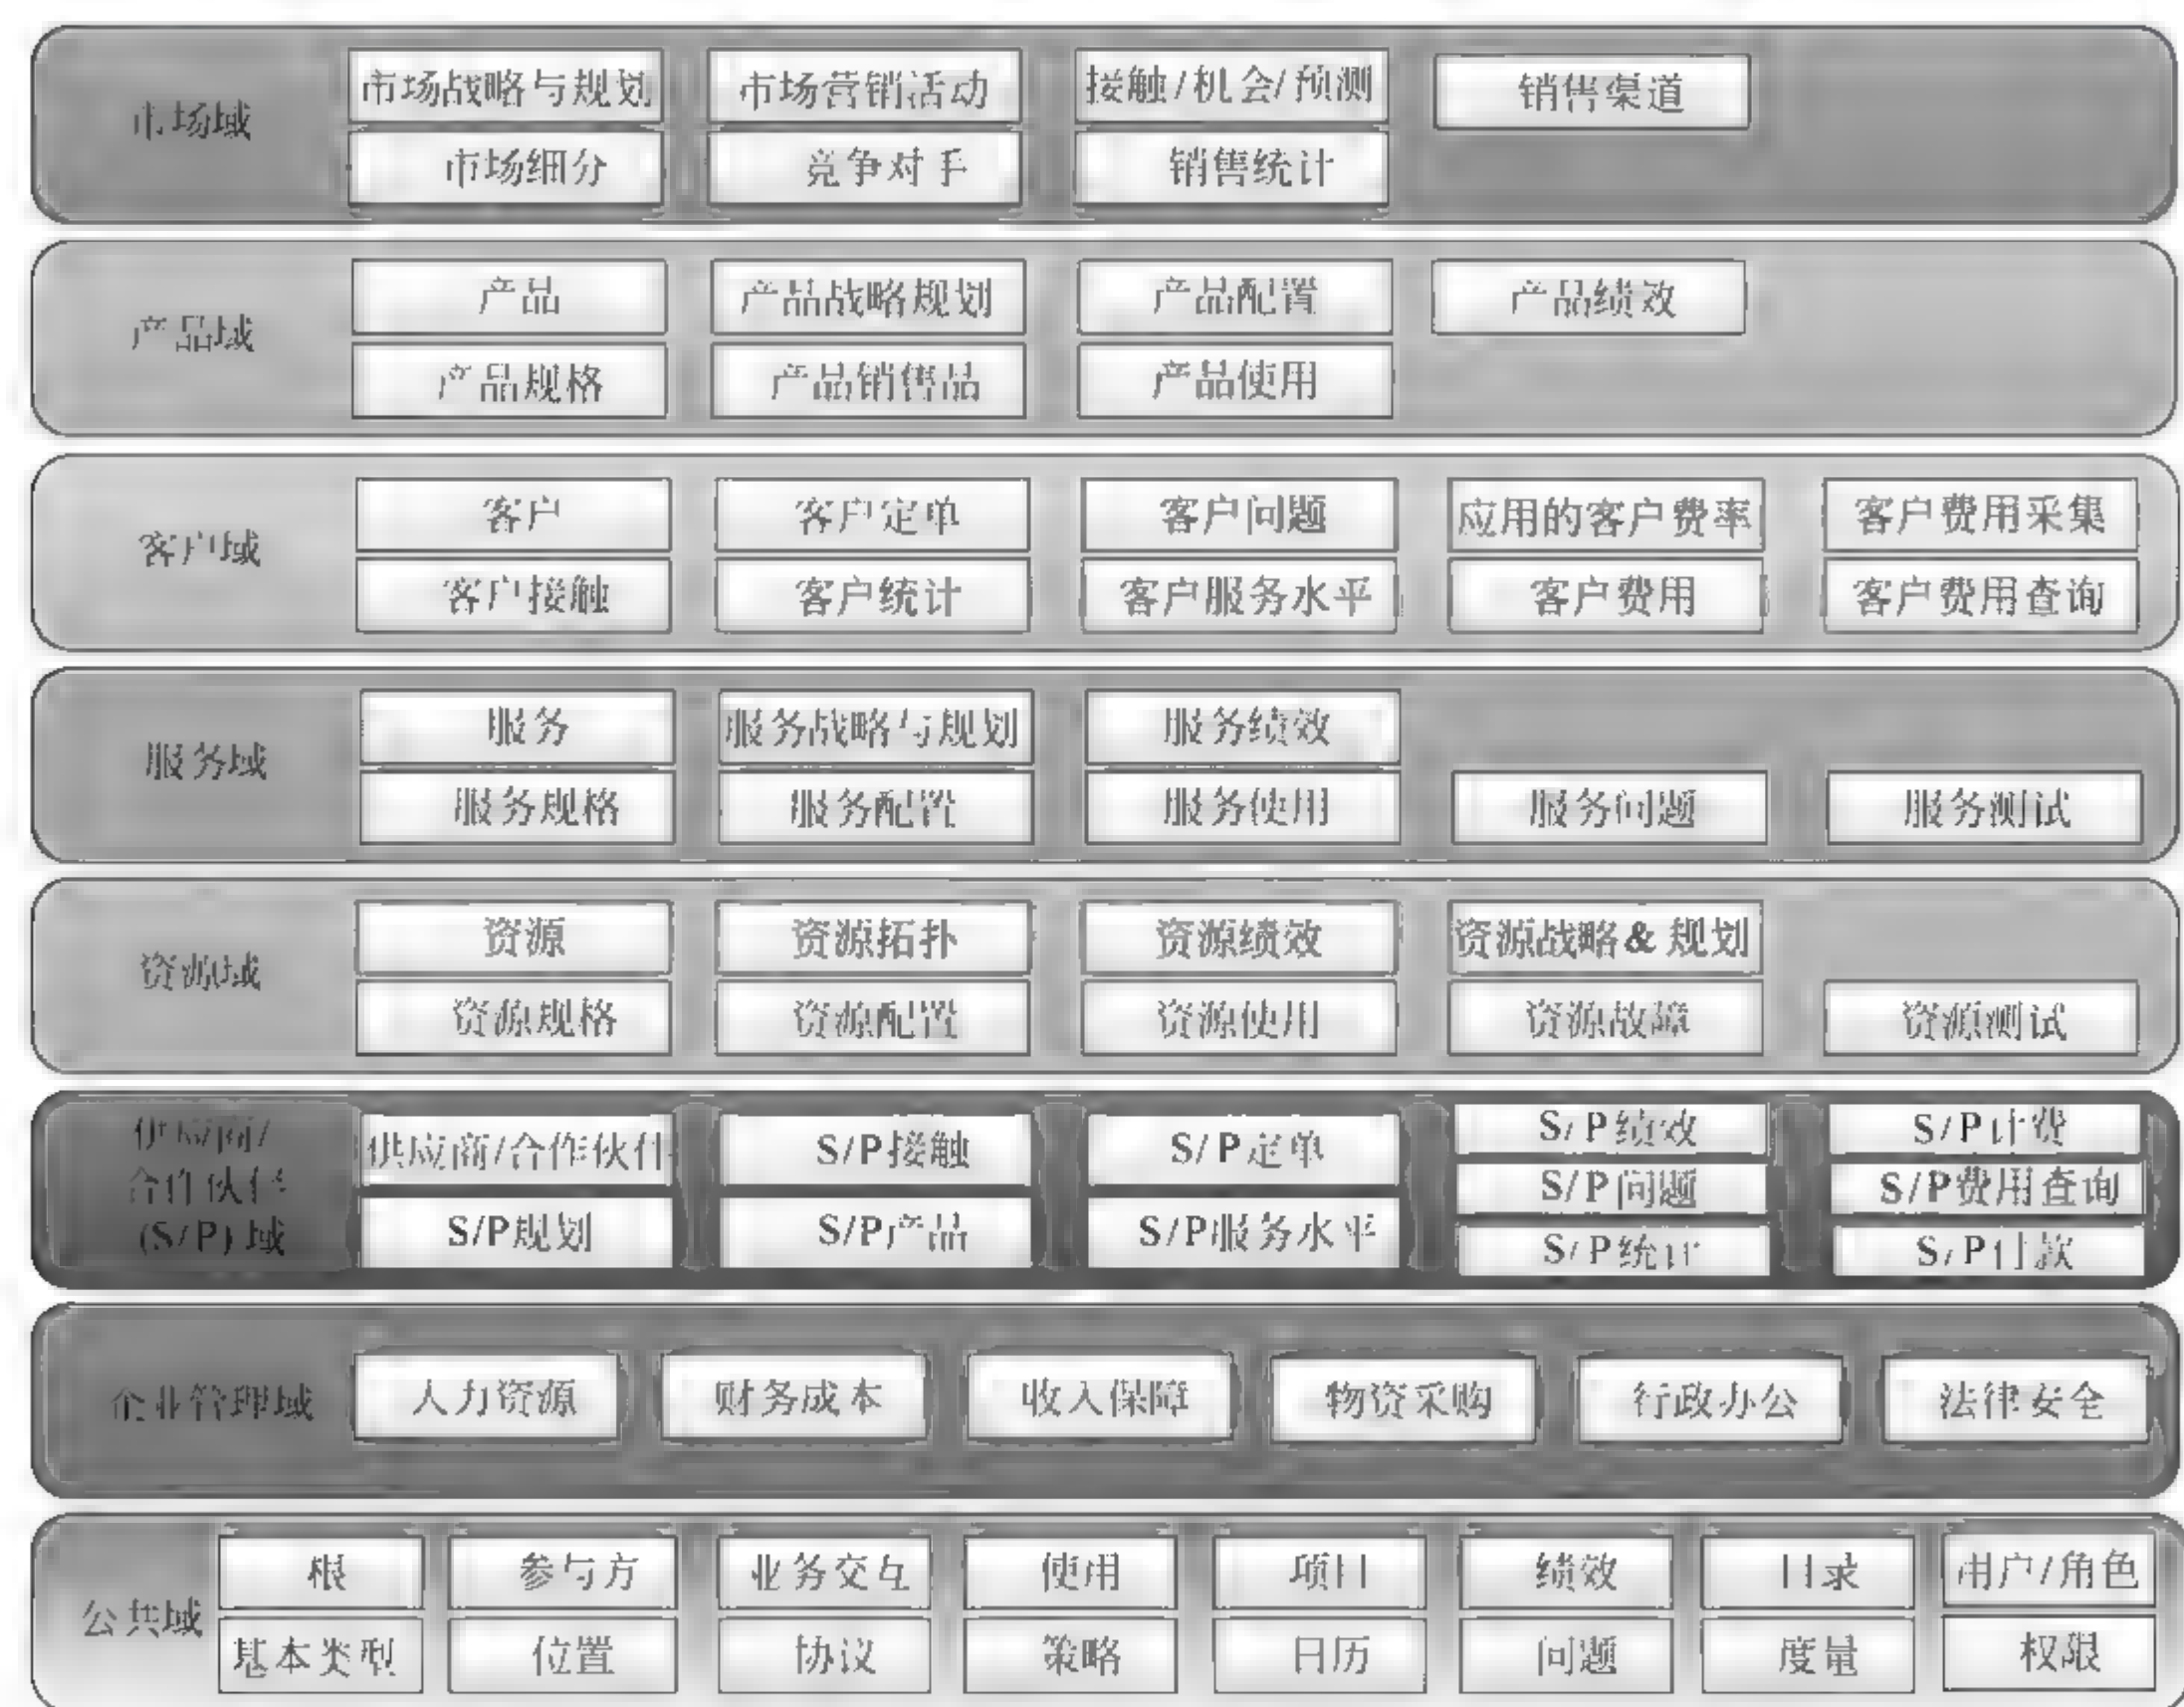 市场域
市场战略与规划 市场营销活动 接触/机会/预测 销售渠道
市场细分 竞争对手 销售统计
产品域
产品 产品战略规划 产品配置 产品绩效
产品规格 产品销售品 产品使用
客户域
客户 客户定单 客户问题 应用的客户费率 客户费用采集
客户接触 客户统计 客户服务水平 客户费用 客户费用查询
服务域
服务 服务战略与规划 服务绩效
服务规格 服务配置 服务使用 服务问题 服务测试
资源域
资源 资源拓扑 资源绩效 资源战略&规划
资源规格 资源配置 资源使用 资源故障 资源测试
供应商/
合作伙伴
(S/P)域
供应商/合作伙伴 S/P接触 S/P定单 S/P绩效 S/P计费
S/P问题 S/P费用查询
S/P规划 S/P产品 S/P服务水平 S/P统计 S/P付款
企业管理域
人力资源 财务成本 收入保障 物资采购 行政办公 法律安全
公共域
根 参与方 业务交互 使用 项目 绩效 目录 用户/角色
基本类型 位置 协议 策略 日历 问题 度量 权限